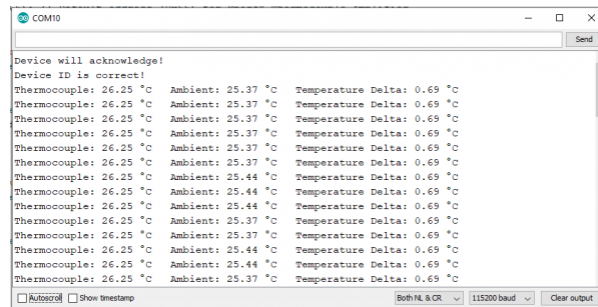 COM10
Send
Device will acknowledge!
Device ID is correct!
Thermocouple: 26.25 °C Ambient: 25.37 °C Temperature Delta: 0.69 °C
Thermocouple: 26.25 °C Ambient: 25.37 °C Temperature Delta: 0.69 °C
Thermocouple: 26.25 °C Ambient: 25.37 °C Temperature Delta: 0.69 °C
Thermocouple: 26.25 °C Ambient: 25.37 °C Temperature Delta: 0.69 °C
Thermocouple: 26.25 °C Ambient: 25.37 °C Temperature Delta: 0.69 °C
Thermocouple: 26.25 °C Ambient: 25.37 °C Temperature Delta: 0.69 °C
Thermocouple: 26.25 °C Ambient: 25.44 °C Temperature Delta: 0.69 °C
Thermocouple: 26.25 °C Ambient: 25.44 °C Temperature Delta: 0.69 °C
Thermocouple: 26.25 °C Ambient: 25.44 °C Temperature Delta: 0.69 °C
Thermocouple: 26.25 °C Ambient: 25.37 °C Temperature Delta: 0.69 °C
Thermocouple: 26.25 °C Ambient: 25.37 °C Temperature Delta: 0.69 °C
Thermocouple: 26.25 °C Ambient: 25.44 °C Temperature Delta: 0.69 °C
Thermocouple: 26.25 °C Ambient: 25.44 °C Temperature Delta: 0.69 °C
Thermocouple: 26.25 °C Ambient: 25.37 °C Temperature Delta: 0.69 °C
Autoscroll Show timestamp Both NL & CR 115200 baud Clear output